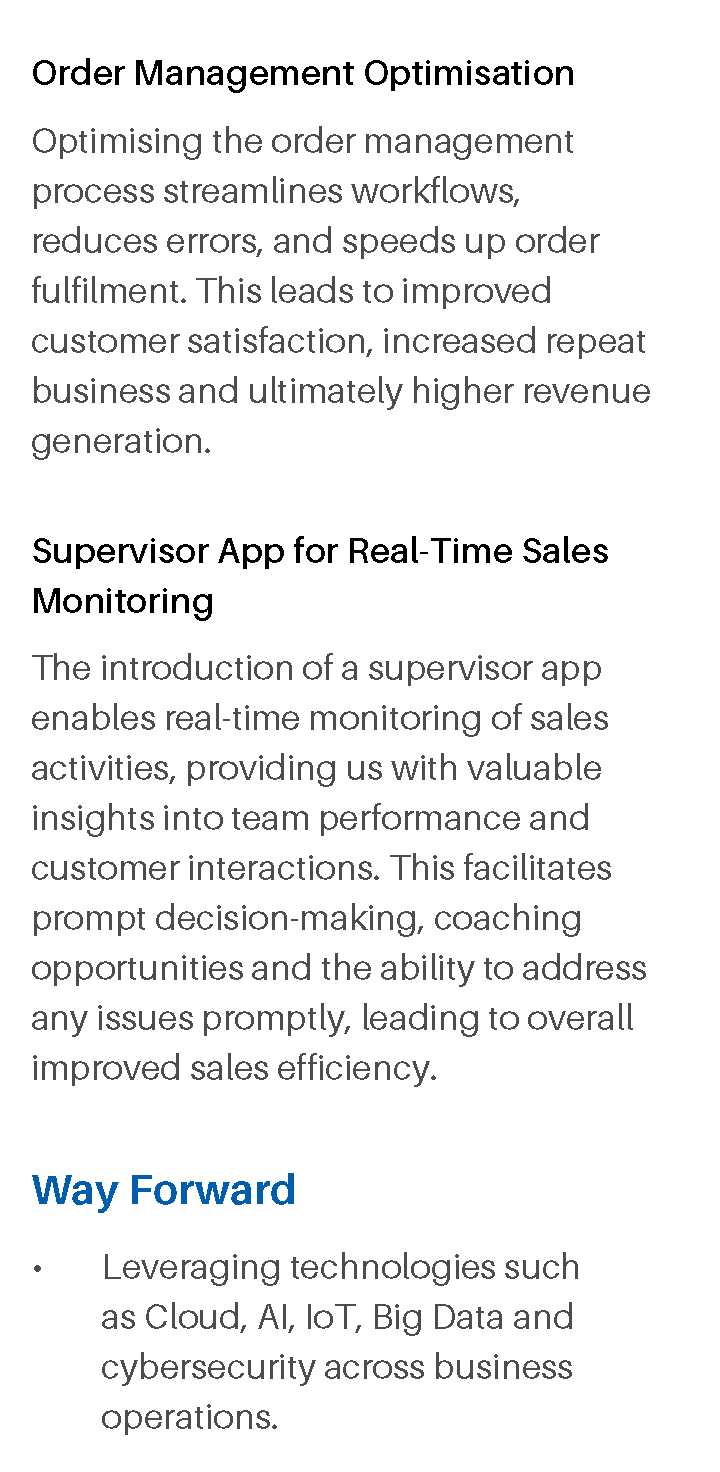 Order Management Optimisation
Optimising the order management
process streamlines workflows,
reduces errors, and speeds up order
fulfilment. This leads to improved
customer satisfaction, increased repeat
business and ultimately higher revenue
generation.
Supervisor App for Real-Time Sales
Monitoring
The introduction of a supervisor app
enables real-time monitoring of sales
activities, providing us with valuable
insights into team performance and
customer interactions. This facilitates
prompt decision-making, coaching
opportunities and the ability to address
any issues promptly, leading to overall
improved sales efficiency.
Way Forward
• Leveraging technologies such
as Cloud, AI, IoT, Big Data and
cybersecurity across business
operations.